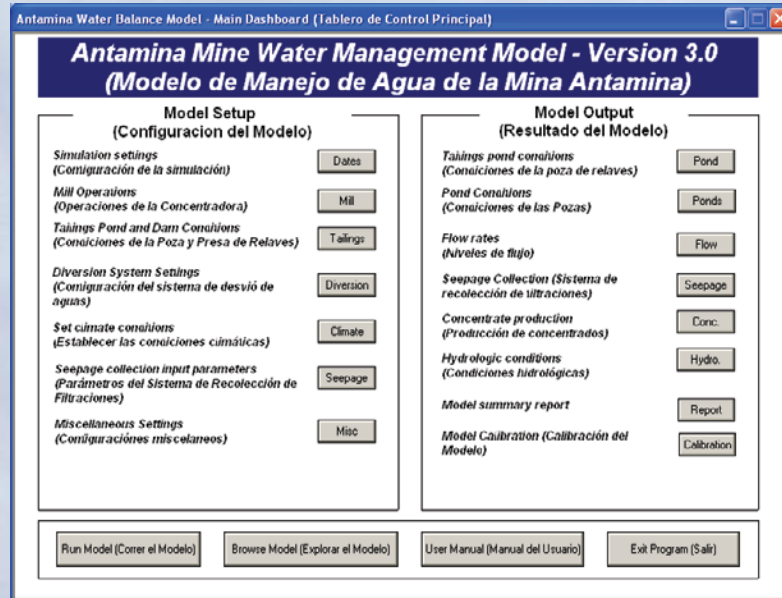 Antamina Water Balance Model - Main Dashboard (Tablero de Control Principal)
Antamina Mine Water Management Model - Version 3.0
(Modelo de Manejo de Agua de la Mina Antamina)
Model Setup
(Configuracion del Modelo)
Simulation settings
(Configuración de la simulación)
Dates
Mill Operations
(Operaciones de la Concentradora)
Mill
Tailings Pond and Dam Conditions
(Condiciones de la Poza y Presa de Relaves)
Tailings
Diversion System Settings
(Configuración del sistema de desvió de
aguas)
Diversion
Set climate conditions
(Establecer las condiciones climáticas)
Climate
Seepage collection input parameters
(Parámetros del Sistema de Recolección de
Filtraciones)
Seepage
Miscellaneous Settings
(Configuraciónes miscelaneos)
Misc
Model Output
(Resultado del Modelo)
Tailings pond conditions
(Condiciones de la poza de relaves)
Pond
Pond Conditions
(Condiciones de las Pozas)
Ponds
Flow rates
(Niveles de flujo)
Flow
Seepage Collection (Sistema de
recolección de filtraciones)
Seepage
Concentrate production
(Producción de concentrados)
Conc.
Hydrologic conditions
(Condiciones hidrológicas)
Hydro.
Model summary report
Report
Model Calibration (Calibración del
Modelo)
Calibration
Run Model (Correr el Modelo)
Browse Model (Explorar el Modelo)
User Manual (Manual del Usuario)
Exit Program (Salir)